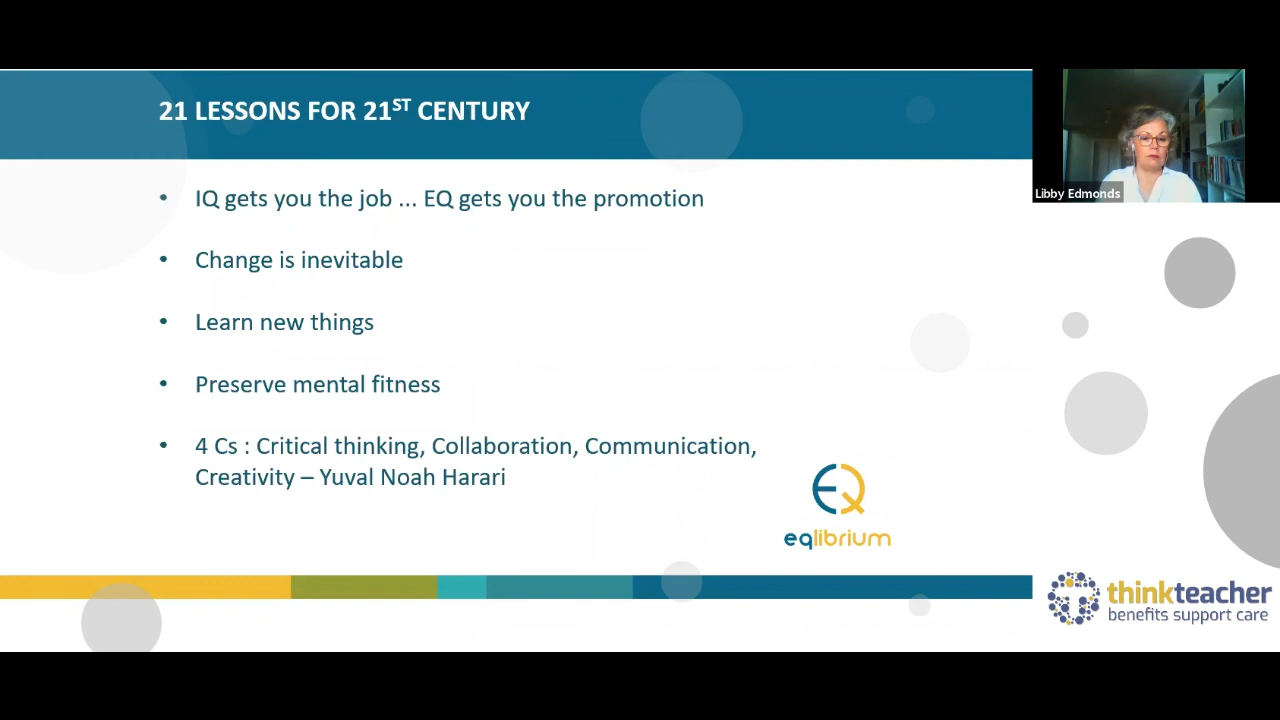 21 LESSONS FOR 21ST CENTURY
Libby Edmonds
• IQ gets you the job ... EQ gets you the promotion
• Change is inevitable
• Learn new things
• Preserve mental fitness
• 4 Cs : Critical thinking, Collaboration, Communication,
Creativity – Yuval Noah Harari
EQ
eqlibrium
thinkteacher
benefits support care